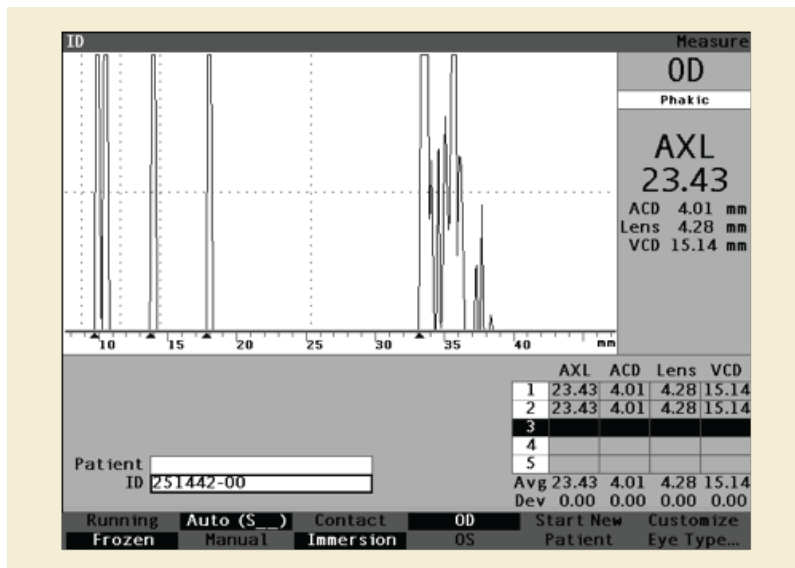 ID Measure
OD
Phakic
AXL
23.43
ACD 4.01 mm
Lens 4.28 mm
VCD 15.14 mm
10 15 20 25 30 35 40 mm
AXL ACD Lens VCD
1 23.43 4.01 4.28 15.14
2 23.43 4.01 4.28 15.14
3
4
5
Avg 23.43 4.01 4.28 15.14
Dev 0.00 0.00 0.00 0.00
Patient
ID 251442-00
Running Auto (S__) Contact OD Start New Customize
Frozen Manual Immersion OS Patient Eye Type...